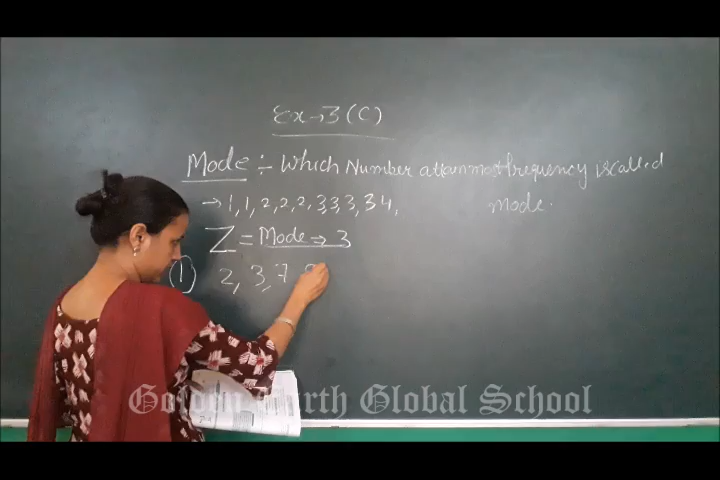 Ex→3(C)
Mode ÷ Which Number attain most frequency is called
mode.
→ 1, 1, 2, 2, 2, 3, 3, 3, 3 4,
Z = Mode ⇒ 3
① 2, 3, 7
Golden Earth Global School